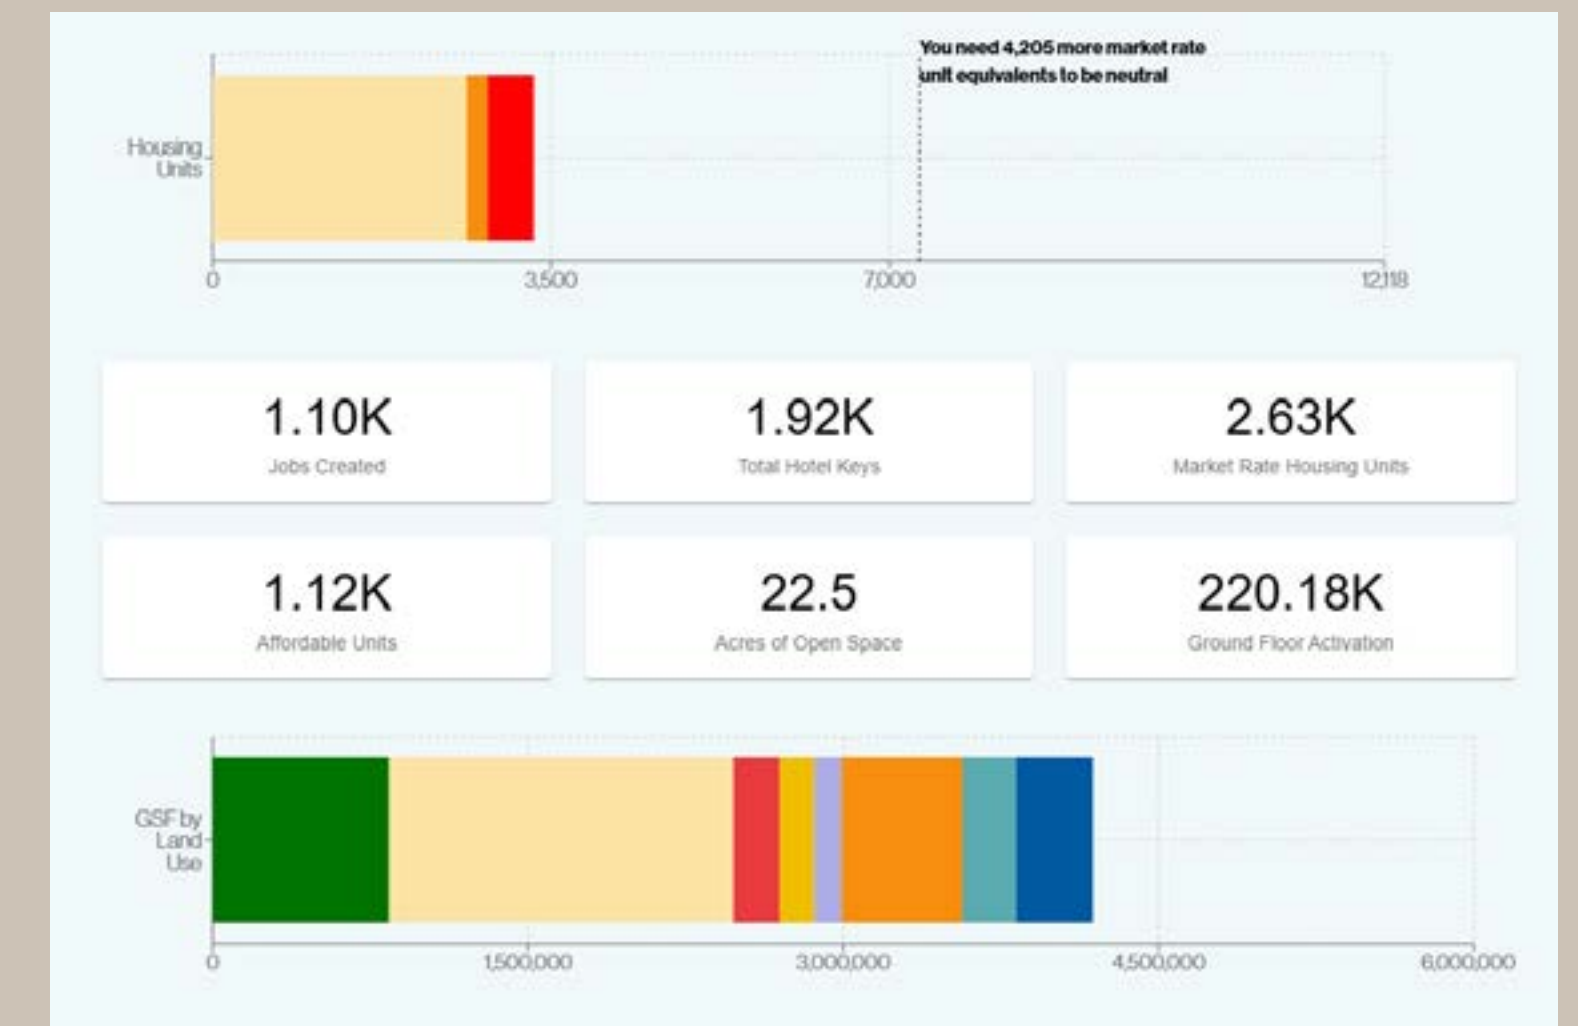 You need 4,205 more market rate
unit equivalents to be neutral
Housing
Units
0 3,500 7,000 12,118
1.10K 1.92K 2.63K
Jobs Created Total Hotel Keys Market Rate Housing Units
1.12K 22.5 220.18K
Affordable Units Acres of Open Space Ground Floor Activation
GSF by
Land
Use
0 1,500,000 3,000,000 4,500,000 6,000,000